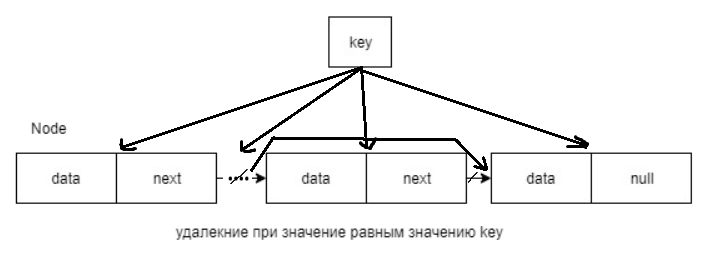 key
Node
data next data next data null
удалекние при значение равным значению key